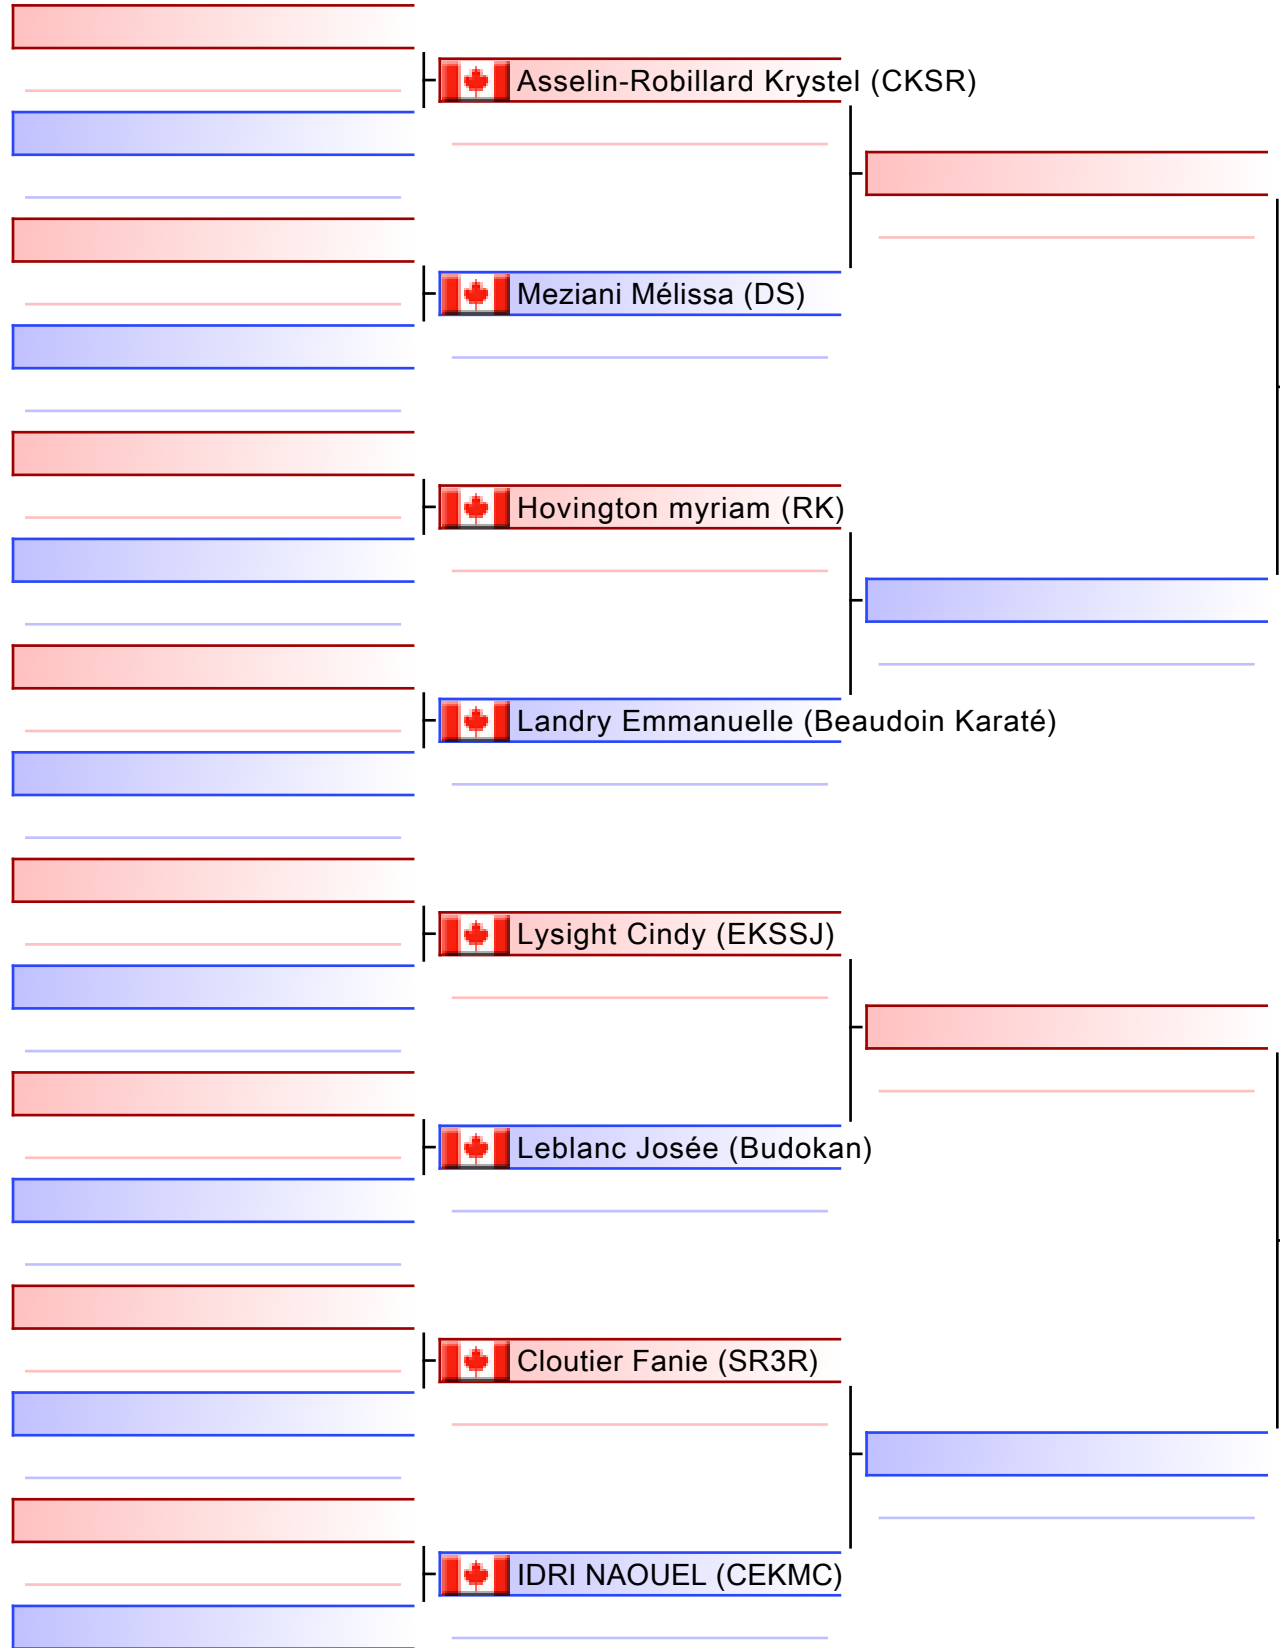 Asselin-Robillard Krystel (CKSR)
Meziani Mélissa (DS)
Hovington myriam (RK)
Landry Emmanuelle (Beaudoin Karaté)
Lysight Cindy (EKSSJ)
Leblanc Josée (Budokan)
Cloutier Fanie (SR3R)
IDRI NAOUEL (CEKMC)